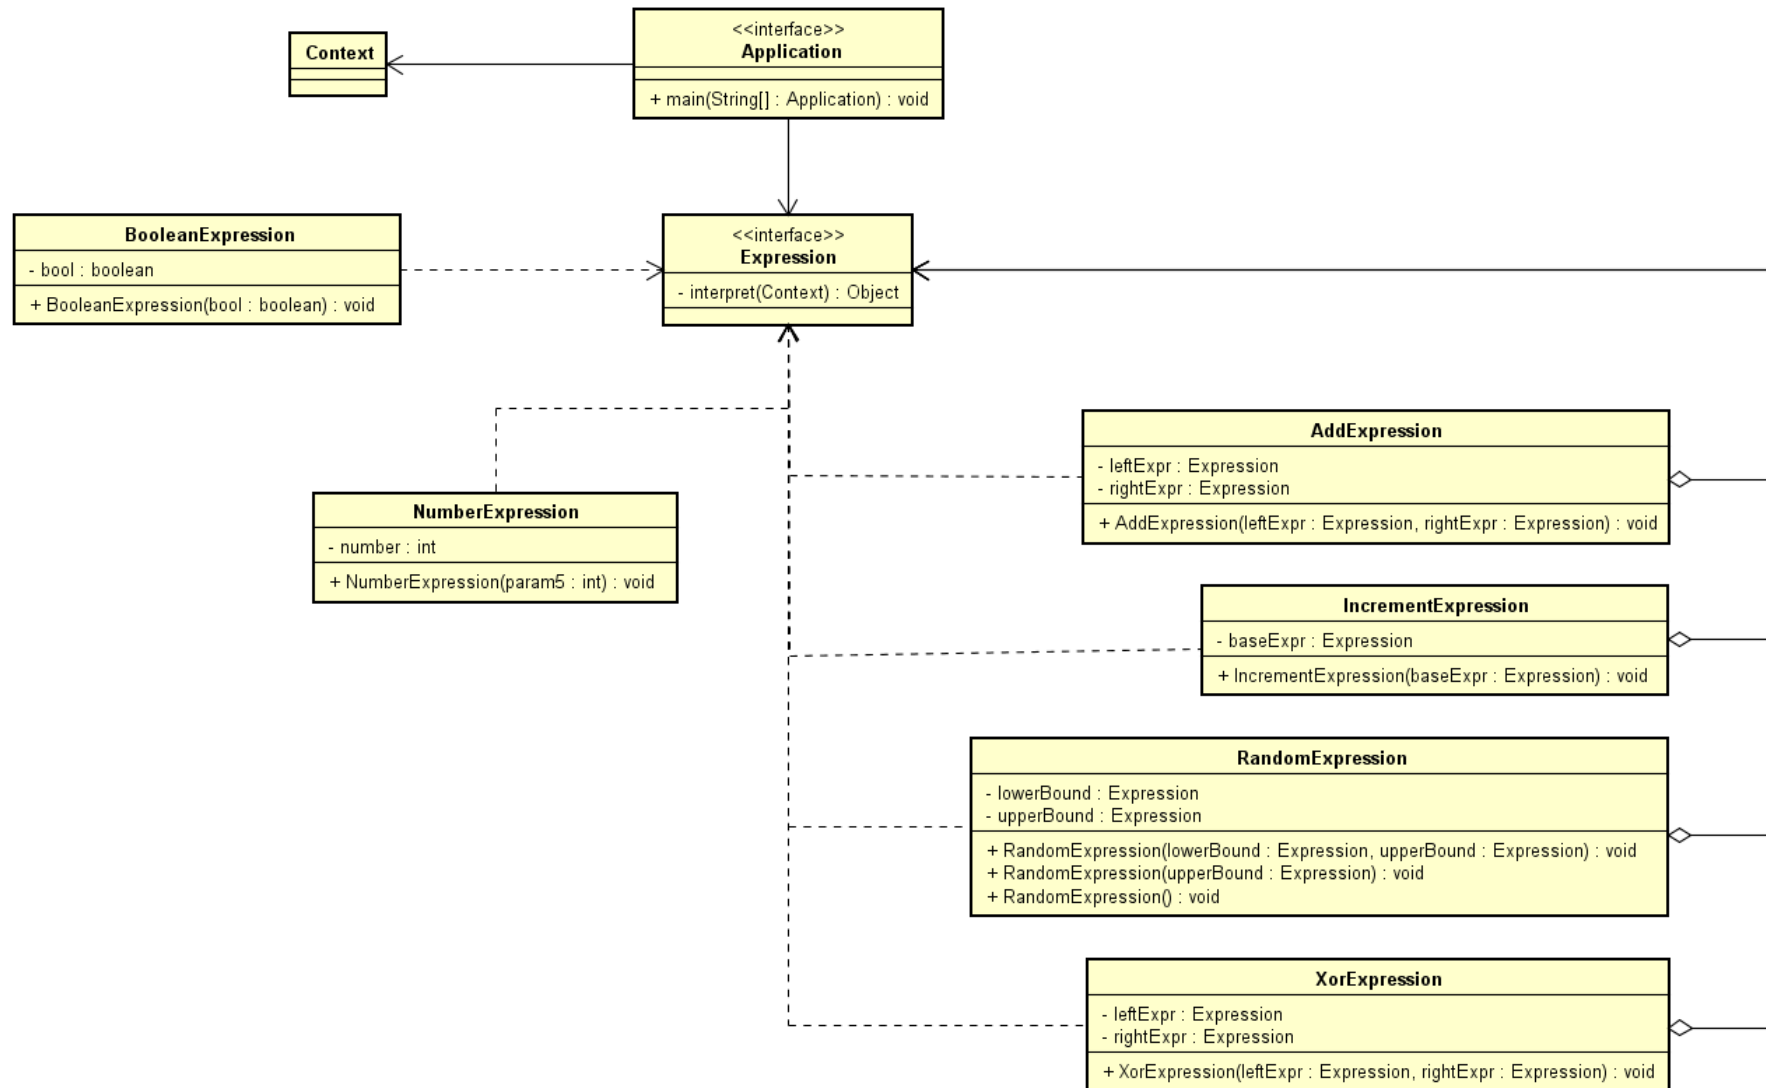 <<interface>>
Application
+ main(String[] : Application) : void
Context
BooleanExpression
- bool : boolean
+ BooleanExpression(bool : boolean) : void
<<interface>>
Expression
- interpret(Context) : Object
NumberExpression
- number : int
+ NumberExpression(param5 : int) : void
AddExpression
- leftExpr : Expression
- rightExpr : Expression
+ AddExpression(leftExpr : Expression, rightExpr : Expression) : void
IncrementExpression
- baseExpr : Expression
+ IncrementExpression(baseExpr : Expression) : void
RandomExpression
- lowerBound : Expression
- upperBound : Expression
+ RandomExpression(lowerBound : Expression, upperBound : Expression) : void
+ RandomExpression(upperBound : Expression) : void
+ RandomExpression() : void
XorExpression
- leftExpr : Expression
- rightExpr : Expression
+ XorExpression(leftExpr : Expression, rightExpr : Expression) : void